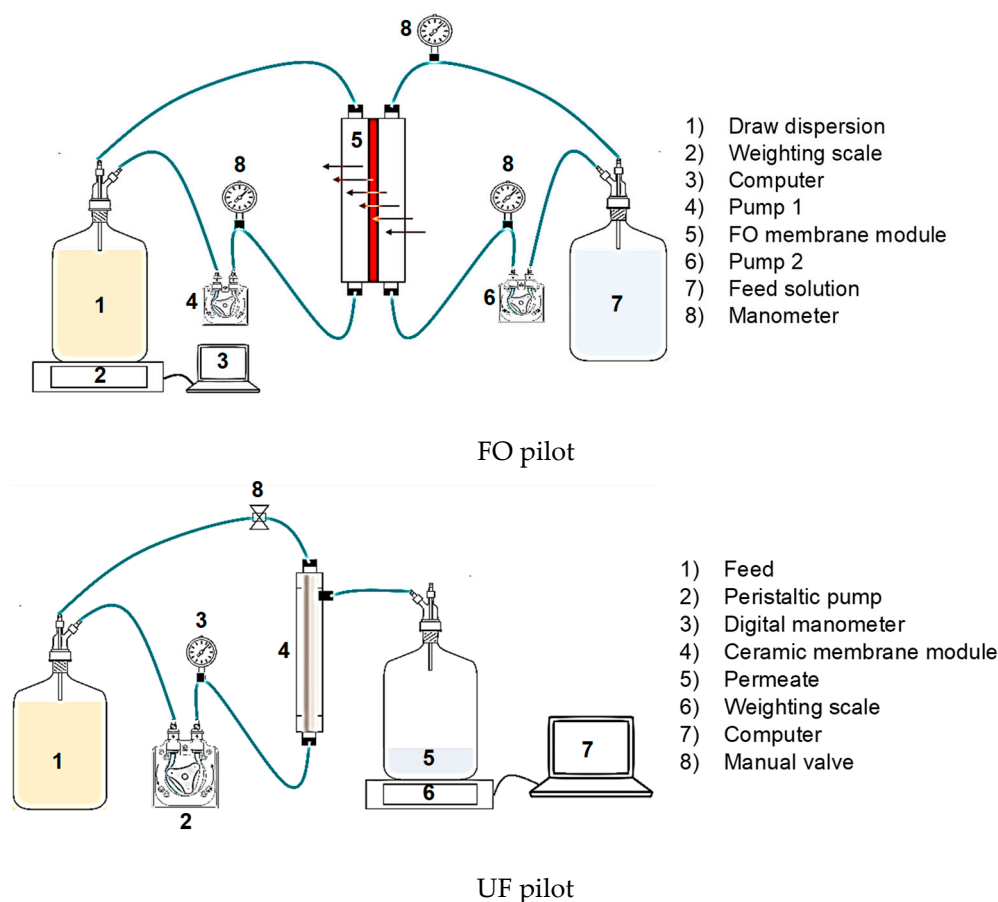 8
5
8
8
1
4
6
7
2
3
1) Draw dispersion
2) Weighting scale
3) Computer
4) Pump 1
5) FO membrane module
6) Pump 2
7) Feed solution
8) Manometer
FO pilot
8
3
4
1
2
5
6
7
1) Feed
2) Peristaltic pump
3) Digital manometer
4) Ceramic membrane module
5) Permeate
6) Weighting scale
7) Computer
8) Manual valve
UF pilot